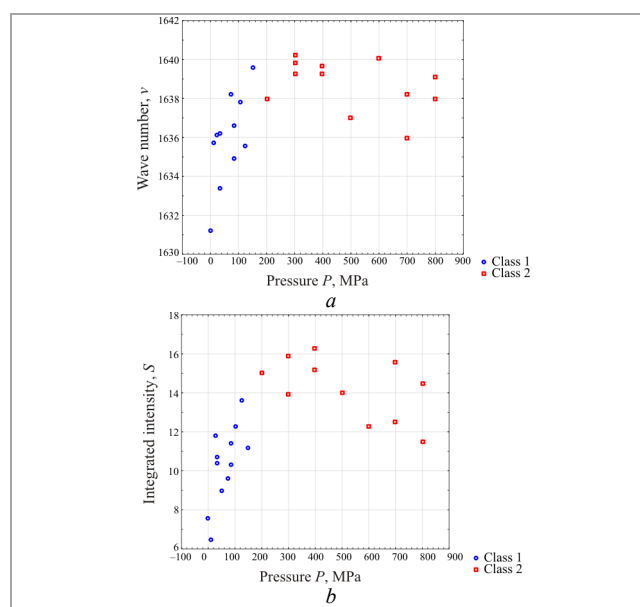 1642
1640
1638
1636
1634
1632
1630
Wave number, v
–100 0 100 200 300 400 500 600 700 800 900
Pressure P, MPa
Class 1
Class 2
a
18
16
14
12
10
8
6
Integrated intensity, S
–100 0 100 200 300 400 500 600 700 800 900
Pressure P, MPa
Class 1
Class 2
b